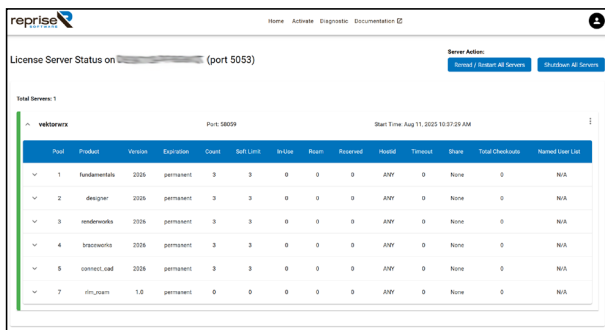 reprise
SOFTWARE
Home Activate Diagnostic Documentation
License Server Status on (port 5053)
Server Action:
Reread / Restart All Servers Shutdown All Servers
Total Servers: 1
vektorwrx Port: 58059 Start Time: Aug 11, 2025 10:37:29 AM
Pool Product Version Expiration Count Soft Limit In-Use Roam Reserved Hostid Timeout Share Total Checkouts Named User List
1 fundamentals 2026 permanent 3 3 0 0 0 ANY 0 None 0 N/A
2 designer 2026 permanent 3 3 0 0 0 ANY 0 None 0 N/A
3 renderworks 2026 permanent 3 3 0 0 0 ANY 0 None 0 N/A
4 braceworks 2026 permanent 3 3 0 0 0 ANY 0 None 0 N/A
5 connect_cad 2026 permanent 3 3 0 0 0 ANY 0 None 0 N/A
7 rlm_roam 1.0 permanent 0 0 0 0 0 ANY 0 None 0 N/A